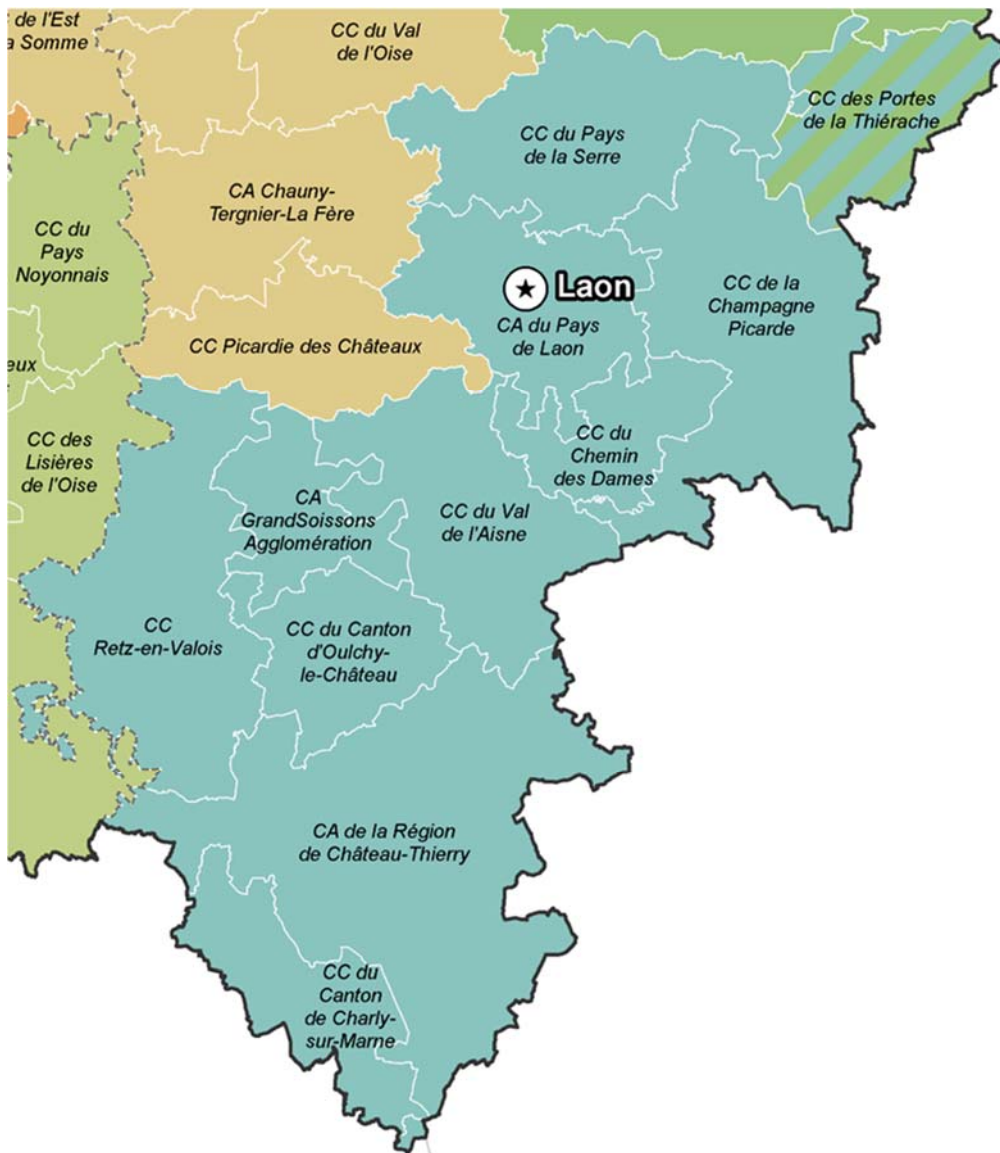 de l'Est
a Somme
CC du Val
de l'Oise
CC des Portes
de la Thiérache
CC du Pays
de la Serre
CA Chauny-
Tergnier-La Fère
CC du
Pays
Noyonnais
Laon
CC de la
Champagne
Picarde
CA du Pays
de Laon
CC Picardie des Châteaux
eux
CC des
Lisières
de l'Oise
CC du
Chemin
des Dames
CA
GrandSoissons
Agglomération
CC du Val
de l'Aisne
CC
Retz-en-Valois
CC du Canton
d'Oulchy-
le-Château
CA de la Région
de Château-Thierry
CC du
Canton
de Charly-
sur-Marne